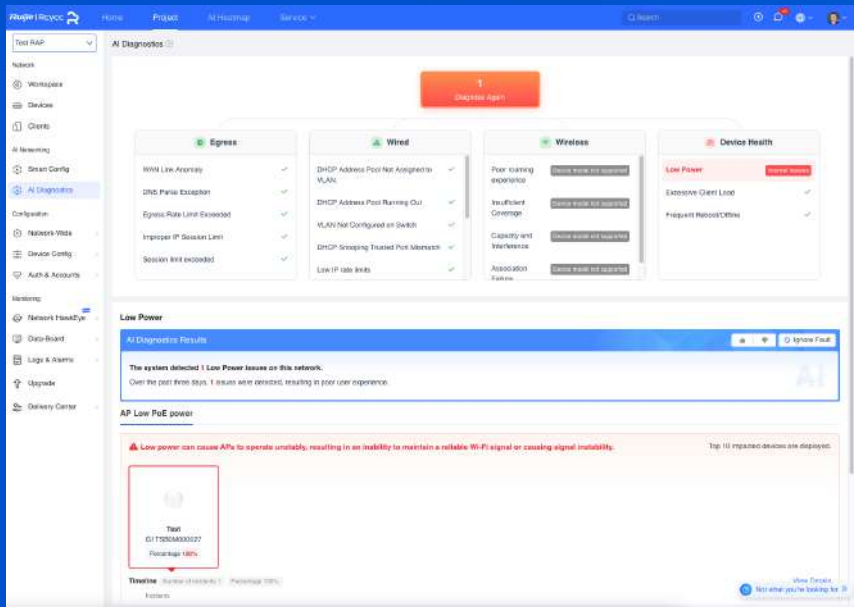 Ruijie | Rcycc
Home
Project
AI Heatmap
Service
Search
Test RAP
AI Diagnostics
Network
Workspace
Devices
Clients
AI Networking
Smart Config
AI Diagnostics
Configuration
Network-Wide
Device Config
Auth & Accounts
Monitoring
Network HawkEye
Data-Board
Logs & Alarms
Upgrade
Delivery Center
1
Diagnose Again
Egress
WAN Link Anomaly
DNS Parse Exception
Egress Rate Limit Exceeded
Improper IP Session Limit
Session limit exceeded
Wired
DHCP Address Pool Not Assigned to
VLAN
DHCP Address Pool Running Out
VLAN Not Configured on Switch
DHCP Snooping Trusted Port Mismatch
Low IP rate limits
Wireless
Poor roaming
experience
Device model not supported
Insufficient
Coverage
Device model not supported
Capacity and
Interference
Device model not supported
Association
Failure
Device model not supported
Device Health
Low Power
Excessive Client Load
Frequent Reboot/Offline
Low Power
AI Diagnostics Results
Ignore Fault
The system detected 1 Low Power issues on this network.
Over the past three days, 1 issues were detected, resulting in poor user experience.
AI
AP Low PoE power
Low power can cause APs to operate unstably, resulting in an inability to maintain a reliable Wi-Fi signal or causing signal instability.
Top 10 impacted devices are displayed.
Test
Percentage 100%
Timeline
Number of incidents 1
Percentage 100%
View Details
Incidents
Not what you're looking for